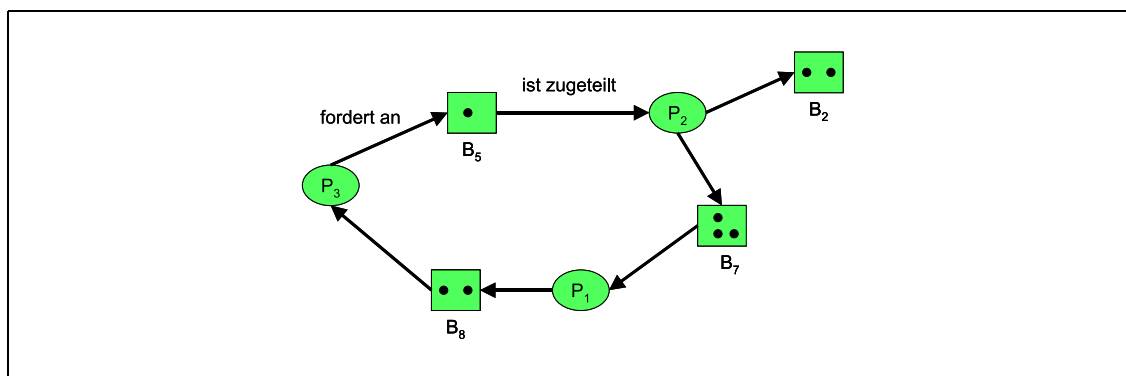 ist zugeteilt
fordert an
P₂
B₂
B₅
P₃
B₇
P₁
B₈